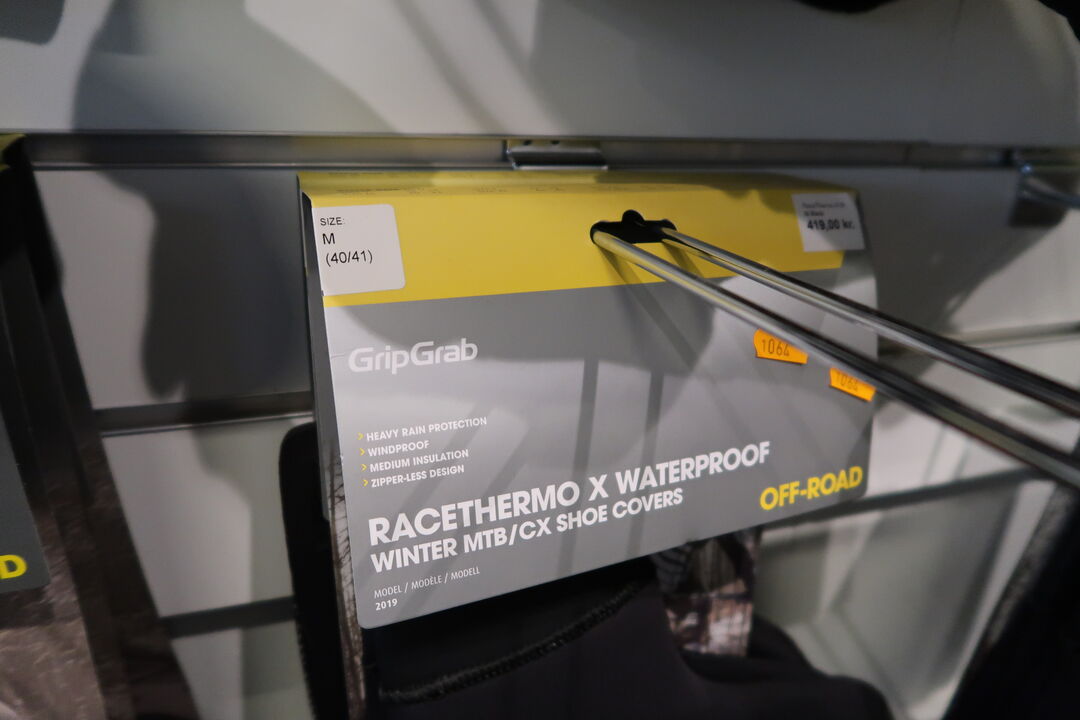 SIZE:
M
(40/41)
419,00 kr.
GripGrab
1064
1064
> HEAVY RAIN PROTECTION
> WINDPROOF
> MEDIUM INSULATION
> ZIPPER-LESS DESIGN
RACETHERMO X WATERPROOF
WINTER MTB/CX SHOE COVERS
OFF-ROAD
MODEL / MODÈLE / MODELL
2019
D